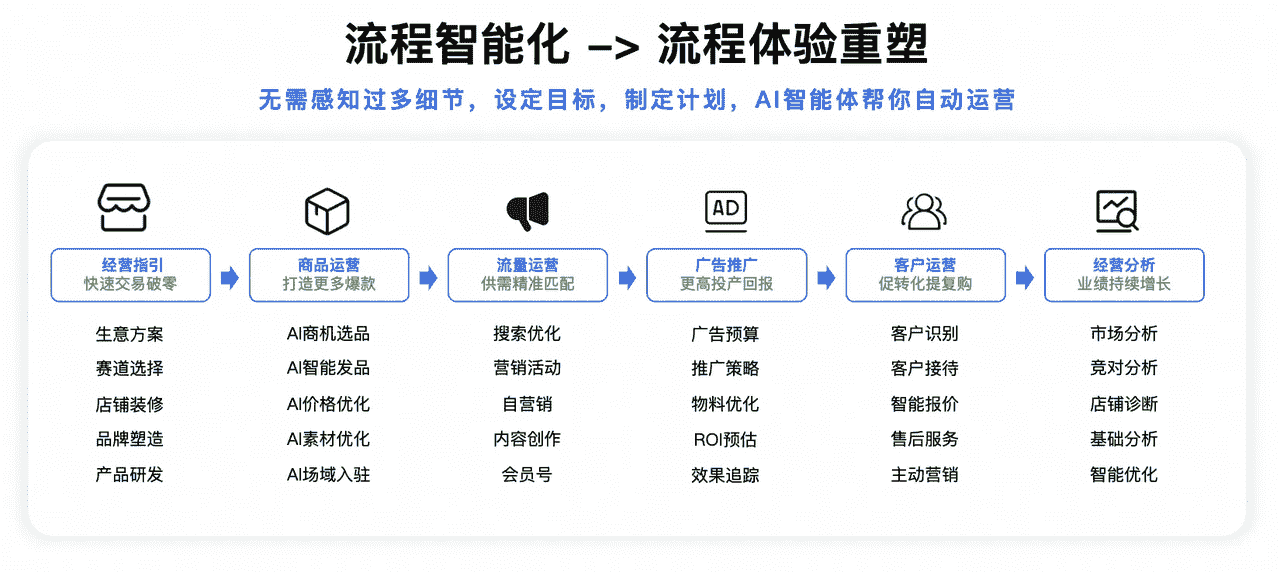 流程智能化 –> 流程体验重塑
无需感知过多细节，设定目标，制定计划，AI智能体帮你自动运营
AD
经营指引
快速交易破零
生意方案
赛道选择
店铺装修
品牌塑造
产品研发
商品运营
打造更多爆款
AI商机选品
AI智能发品
AI价格优化
AI素材优化
AI场域入驻
流量运营
供需精准匹配
搜索优化
营销活动
自营销
内容创作
会员号
广告推广
更高投产回报
广告预算
推广策略
物料优化
ROI预估
效果追踪
客户运营
促转化提复购
客户识别
客户接待
智能报价
售后服务
主动营销
经营分析
业绩持续增长
市场分析
竞对分析
店铺诊断
基础分析
智能优化